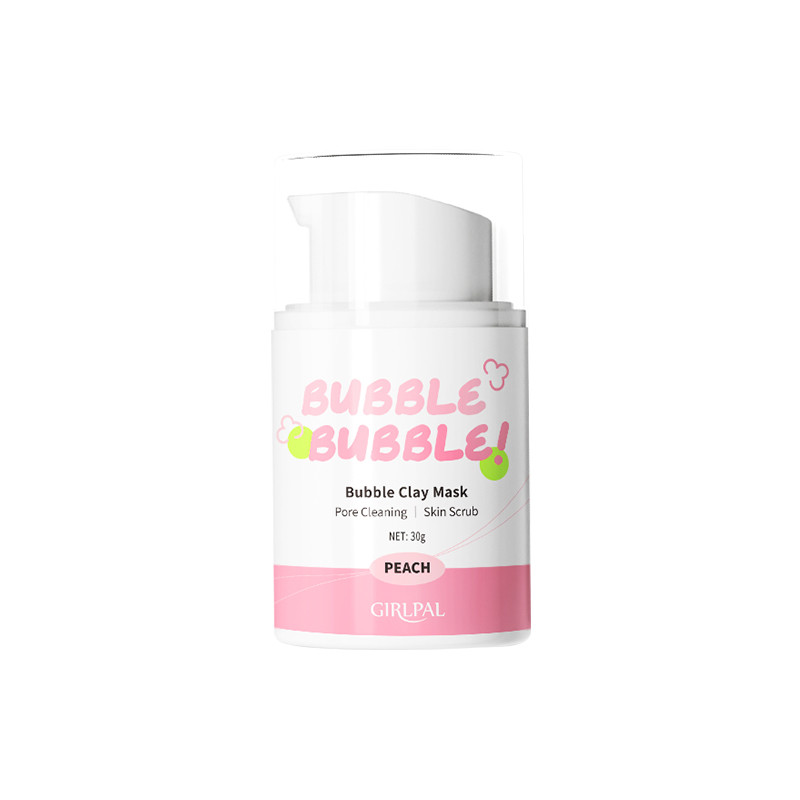 BUBBLE
BUBBLE!
Bubble Clay Mask
Pore Cleaning | Skin Scrub
NET: 30g
PEACH
GIRLPAL